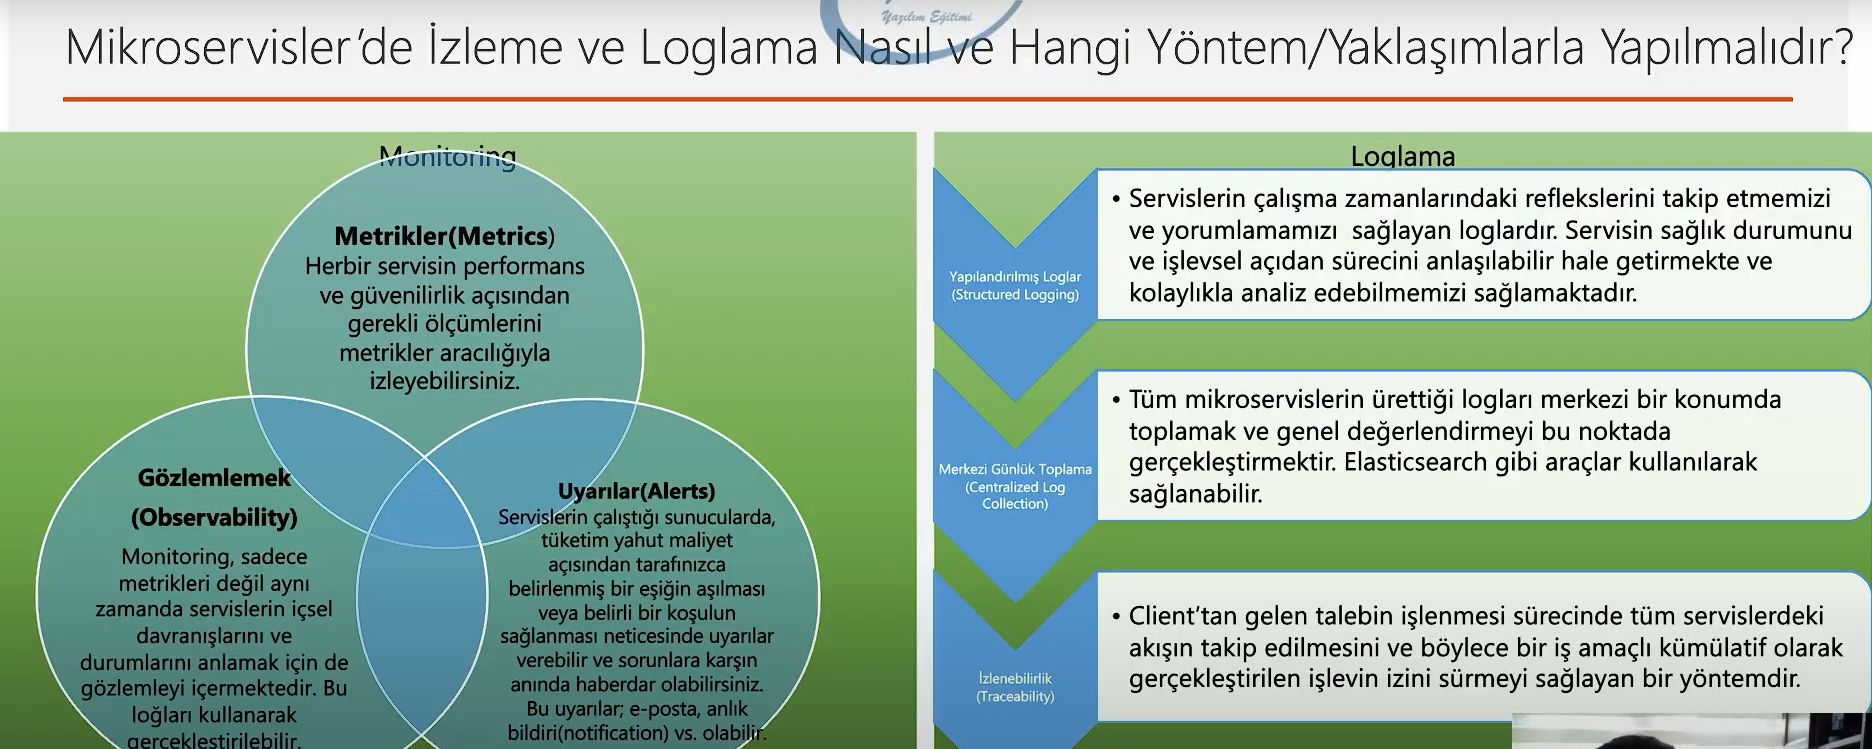 Yazılım Eğitimi
Mikroservisler’de İzleme ve Loglama Nasıl ve Hangi Yöntem/Yaklaşımlarla Yapılmalıdır?
Monitoring
Metrikler(Metrics)
Herbir servisin performans
ve güvenilirlik açısından
gerekli ölçümlerini
metrikler aracılığıyla
izleyebilirsiniz.
Gözlemlemek
(Observability)
Monitoring, sadece
metrikleri değil aynı
zamanda servislerin içsel
davranışlarını ve
durumlarını anlamak için de
gözlemleyi içermektedir. Bu
loğları kullanarak
gerçekleştirilebilir.
Uyarılar(Alerts)
Servislerin çalıştığı sunucularda,
tüketim yahut maliyet
açısından tarafınızca
belirlenmiş bir eşiğin aşılması
veya belirli bir koşulun
sağlanması neticesinde uyarılar
verebilir ve sorunlara karşın
anında haberdar olabilirsiniz.
Bu uyarılar; e-posta, anlık
bildiri(notification) vs. olabilir.
Loglama
Yapılandırılmış Loglar
(Structured Logging)
• Servislerin çalışma zamanlarındaki reflekslerini takip etmemizi
ve yorumlamamızı sağlayan loglardır. Servisin sağlık durumunu
ve işlevsel açıdan sürecini anlaşılabilir hale getirmekte ve
kolaylıkla analiz edebilmemizi sağlamaktadır.
Merkezi Günlük Toplama
(Centralized Log
Collection)
• Tüm mikroservislerin ürettiği logları merkezi bir konumda
toplamak ve genel değerlendirmeyi bu noktada
gerçekleştirmektir. Elasticsearch gibi araçlar kullanılarak
sağlanabilir.
İzlenebilirlik
(Traceability)
• Client’tan gelen talebin işlenmesi sürecinde tüm servislerdeki
akışın takip edilmesini ve böylece bir iş amaçlı kümülatif olarak
gerçekleştirilen işlevin izini sürmeyi sağlayan bir yöntemdir.